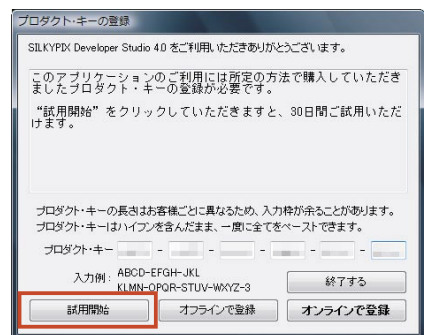 プロダクト・キーの登録
SILKYPIX Developer Studio 4.0 をご利用いただきありがとうございます。
このアプリケーションのご利用には所定の方法で購入していただき
ましたプロダクト・キーの登録が必要です。
“試用開始”をクリックしていただきますと、30日間ご試用いただ
けます。
プロダクト・キーの長さはお客様ごとに異なるため、入力枠が余ることがあります。
プロダクト・キーはハイフンを含んだまま、一度に全てをペーストできます。
プロダクト・キー - - - - -
入力例： ABCD-EFGH-JKL
KLMN-OPQR-STUV-WXYZ-3
終了する
試用開始 オフラインで登録 オンラインで登録